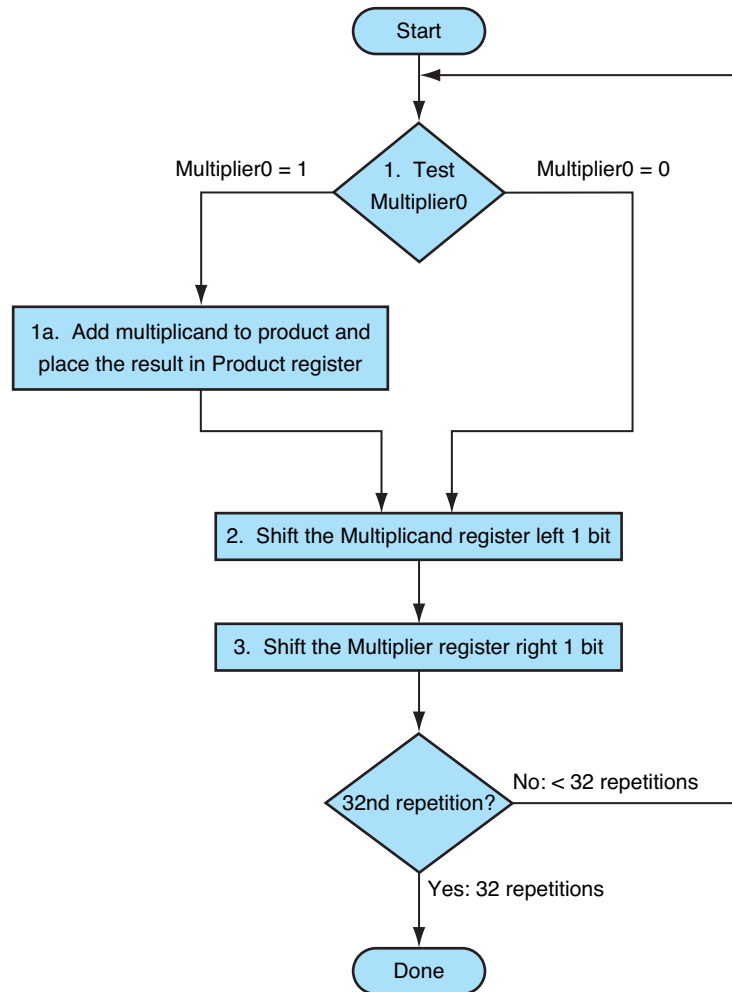 Start
Multiplier0 = 1
1. Test
Multiplier0
Multiplier0 = 0
1a. Add multiplicand to product and
place the result in Product register
2. Shift the Multiplicand register left 1 bit
3. Shift the Multiplier register right 1 bit
32nd repetition?
No: < 32 repetitions
Yes: 32 repetitions
Done